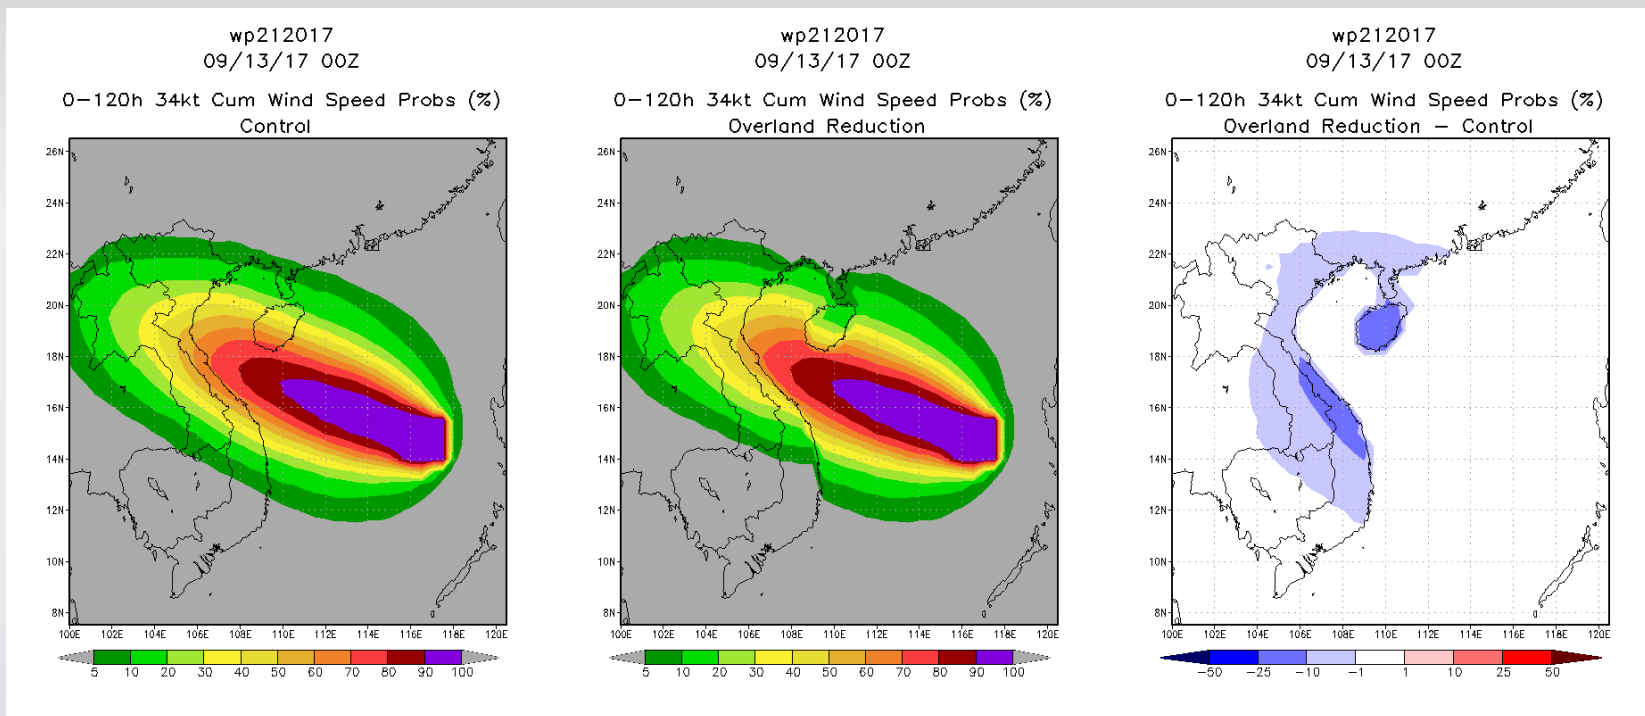 wp212017
09/13/17 00Z
0-120h 34kt Cum Wind Speed Probs (%)
Control
26N
24N
22N
20N
18N
16N
14N
12N
10N
8N
100E 102E 104E 106E 108E 110E 112E 114E 116E 118E 120E
5 10 20 30 40 50 60 70 80 90 100
wp212017
09/13/17 00Z
0-120h 34kt Cum Wind Speed Probs (%)
Overland Reduction
26N
24N
22N
20N
18N
16N
14N
12N
10N
8N
100E 102E 104E 106E 108E 110E 112E 114E 116E 118E 120E
5 10 20 30 40 50 60 70 80 90 100
wp212017
09/13/17 00Z
0-120h 34kt Cum Wind Speed Probs (%)
Overland Reduction - Control
26N
24N
22N
20N
18N
16N
14N
12N
10N
8N
100E 102E 104E 106E 108E 110E 112E 114E 116E 118E 120E
-50 -25 -10 -1 1 10 25 50